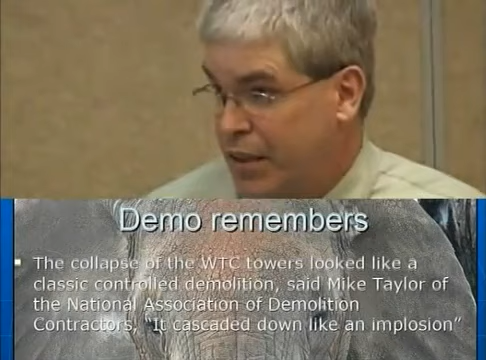 Demo remembers
The collapse of the WTC towers looked like a
classic controlled demolition, said Mike Taylor of
the National Association of Demolition
Contractors, “It cascaded down like an implosion”